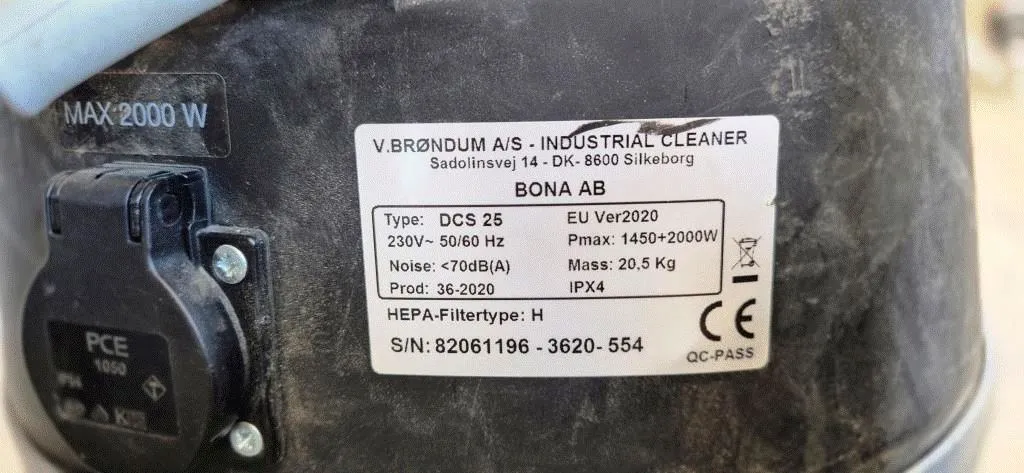 MAX 2000 W
V.BRØNDUM A/S - INDUSTRIAL CLEANER
Sadolinsvej 14 - DK- 8600 Silkeborg
BONA AB
Type: DCS 25 EU Ver2020
230V~ 50/60 Hz Pmax: 1450+2000W
Noise: <70dB(A) Mass: 20,5 Kg
Prod: 36-2020 IPX4
HEPA-Filtertype: H
S/N: 82061196 - 3620- 554
CE
QC-PASS
PCE
1050